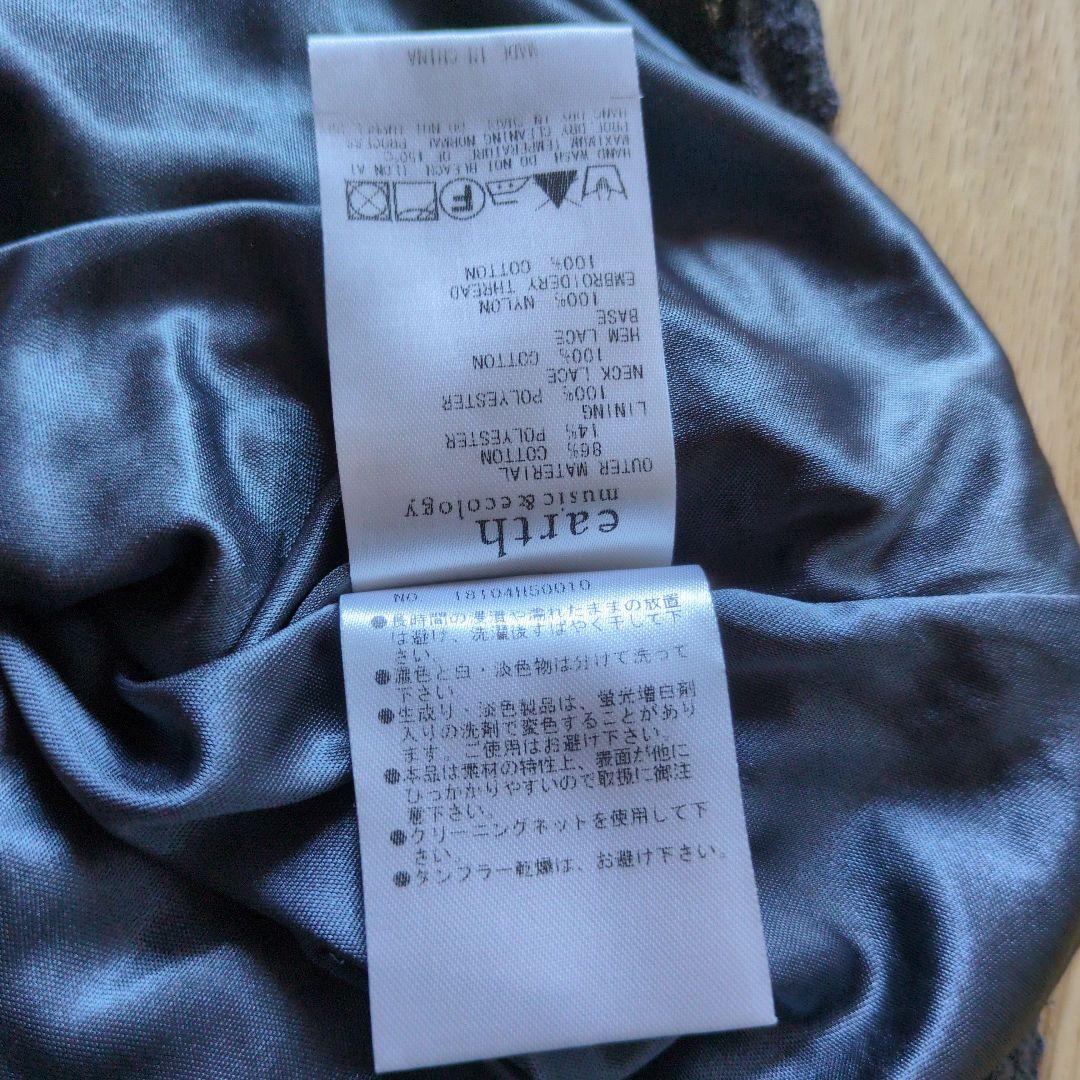 earth
music&ecology
OUTER MATERIAL
86% COTTON
14% POLYESTER
LINING
100% POLYESTER
NECK LACE
100% COTTON
HEM LACE
BASE
100% NYLON
EMBROIDERY THREAD
100% COTTON
F
HAND WASH DO NOT BLEACH
MAXIMUM TEMPERATURE OF 150°C
DRY CLEANING NORMAL PROCESS
DO NOT
MADE IN CHINA
NO 18104H50010
●長時間の浸漬や濡れたままの放置
は避け、洗濯後すばやく干して下
さい。
●濃色と白・淡色物は分けて洗って
下さい。
●生成り・淡色製品は、蛍光増白剤
入りの洗剤で変色することがあり
ます。ご使用はお避け下さい。
●本品は素材の特性上、表面が他に
ひっかかりやすいので取扱に御注
意下さい。
●クリーニングネットを使用して下
さい。
●タンブラー乾燥は、お避け下さい。